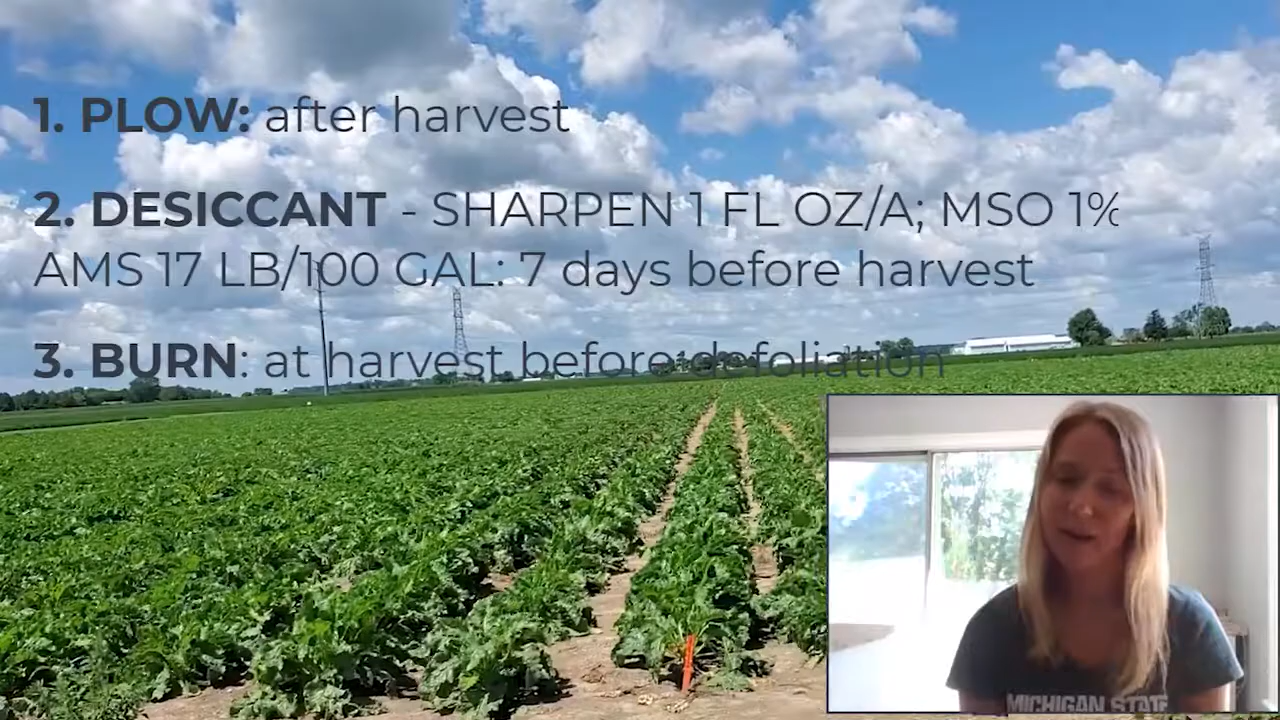 1. PLOW: after harvest
2. DESICCANT - SHARPEN 1 FL OZ/A; MSO 1%
AMS 17 LB/100 GAL: 7 days before harvest
3. BURN: at harvest before defoliation
MICHIGAN STATE